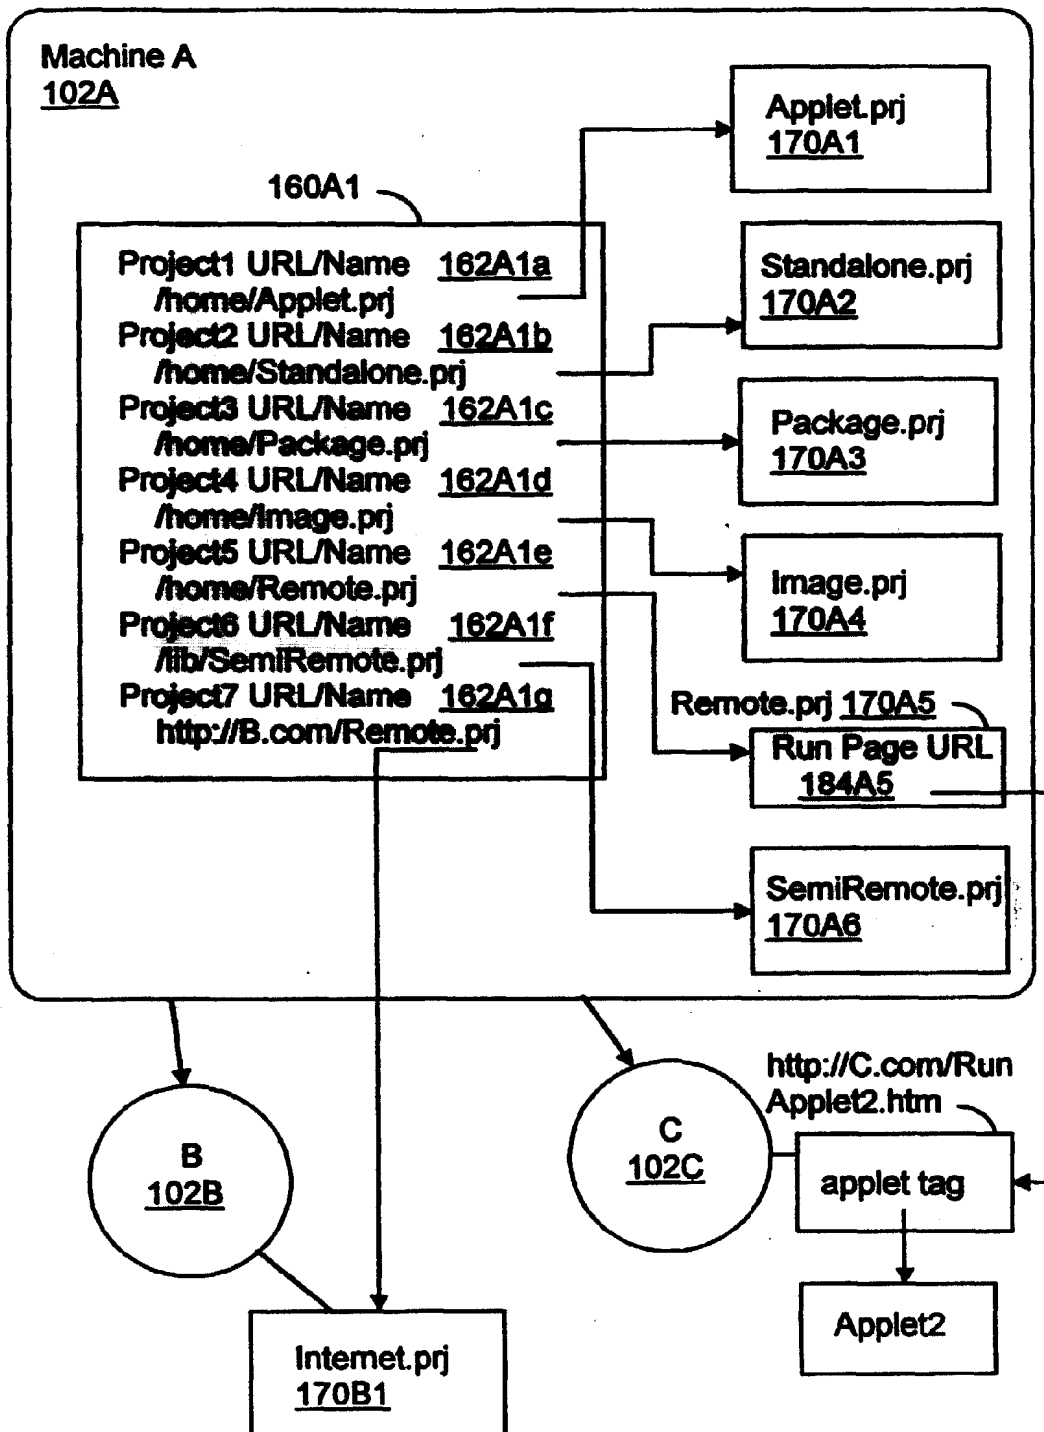 Machine A
102A
160A1
Project1 URL/Name 162A1a
/home/Applet.prj
Project2 URL/Name 162A1b
/home/Standalone.prj
Project3 URL/Name 162A1c
/home/Package.prj
Project4 URL/Name 162A1d
/home/Image.prj
Project5 URL/Name 162A1e
/home/Remote.prj
Project6 URL/Name 162A1f
/lib/SemiRemote.prj
Project7 URL/Name 162A1g
http://B.com/Remote.prj
Applet.prj
170A1
Standalone.prj
170A2
Package.prj
170A3
Image.prj
170A4
Remote.prj 170A5
Run Page URL
184A5
SemiRemote.prj
170A6
B
102B
Internet.prj
170B1
C
102C
http://C.com/Run
Applet2.htm
applet tag
Applet2